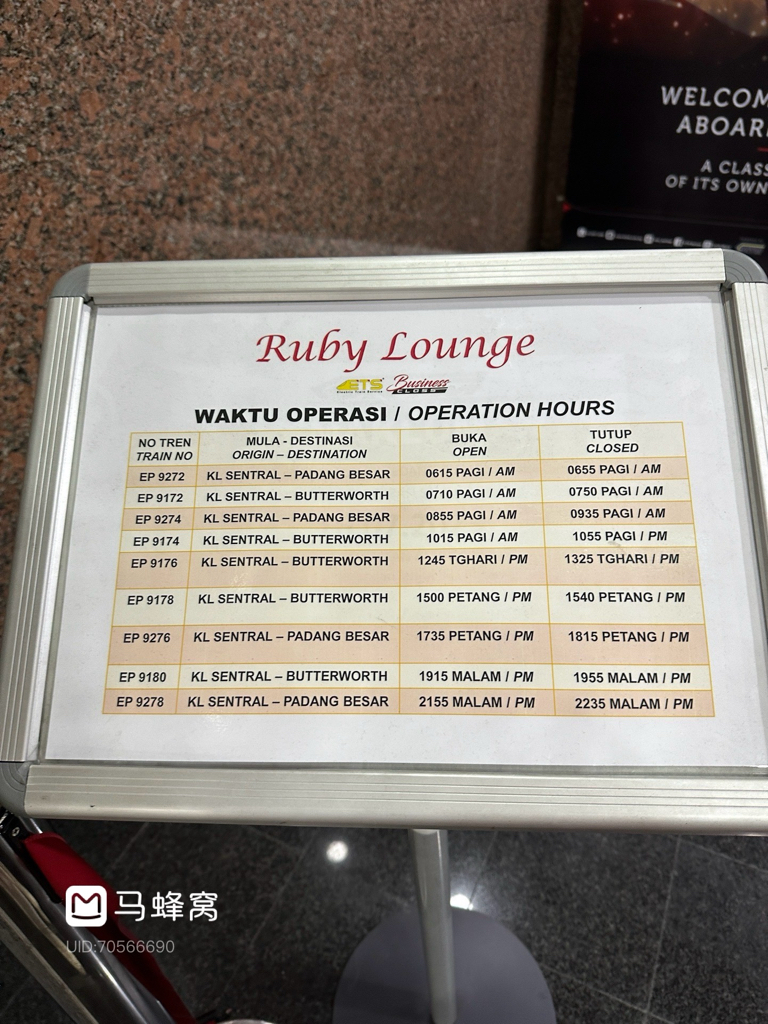 WELCOM
ABOAR
A CLASS
OF ITS OWN
Ruby Lounge
ETS Business
Electric Train Service CLASS
WAKTU OPERASI / OPERATION HOURS
NO TREN MULA - DESTINASI BUKA TUTUP
TRAIN NO ORIGIN – DESTINATION OPEN CLOSED
EP 9272 KL SENTRAL – PADANG BESAR 0615 PAGI / AM 0655 PAGI / AM
EP 9172 KL SENTRAL – BUTTERWORTH 0710 PAGI / AM 0750 PAGI / AM
EP 9274 KL SENTRAL – PADANG BESAR 0855 PAGI / AM 0935 PAGI / AM
EP 9174 KL SENTRAL – BUTTERWORTH 1015 PAGI / AM 1055 PAGI / PM
EP 9176 KL SENTRAL – BUTTERWORTH 1245 TGHARI / PM 1325 TGHARI / PM
EP 9178 KL SENTRAL – BUTTERWORTH 1500 PETANG / PM 1540 PETANG / PM
EP 9276 KL SENTRAL – PADANG BESAR 1735 PETANG / PM 1815 PETANG / PM
EP 9180 KL SENTRAL – BUTTERWORTH 1915 MALAM / PM 1955 MALAM / PM
EP 9278 KL SENTRAL – PADANG BESAR 2155 MALAM / PM 2235 MALAM / PM
马蜂窝
UID:70566690